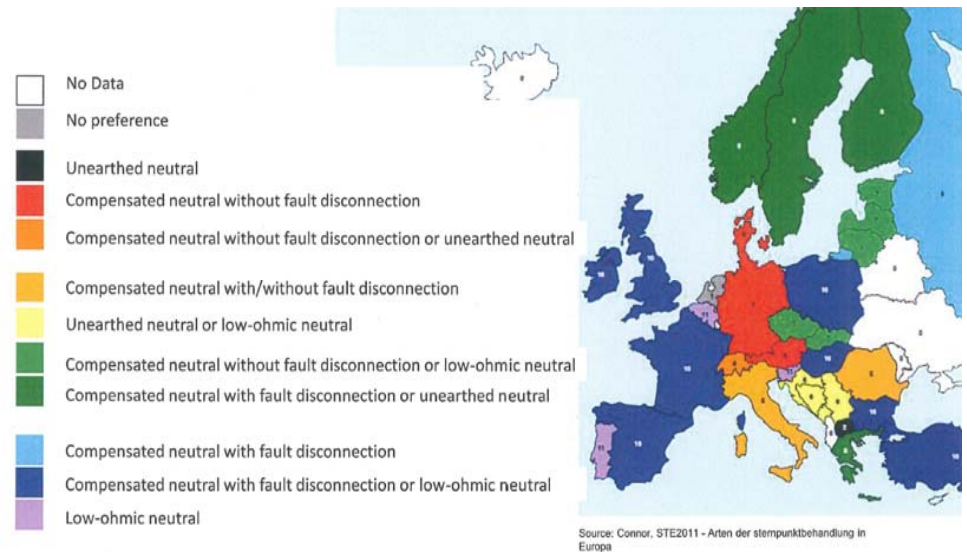 No Data
No preference
Unearthed neutral
Compensated neutral without fault disconnection
Compensated neutral without fault disconnection or unearthed neutral
Compensated neutral with/without fault disconnection
Unearthed neutral or low-ohmic neutral
Compensated neutral without fault disconnection or low-ohmic neutral
Compensated neutral with fault disconnection or unearthed neutral
Compensated neutral with fault disconnection
Compensated neutral with fault disconnection or low-ohmic neutral
Low-ohmic neutral
Source: Connor, STE2011 - Arten der sternpunktbehandlung in
Europa